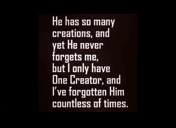 He has so many
creations, and
yet He never
forgets me,
but I only have
One Creator, and
I've forgotten Him
countless of times.